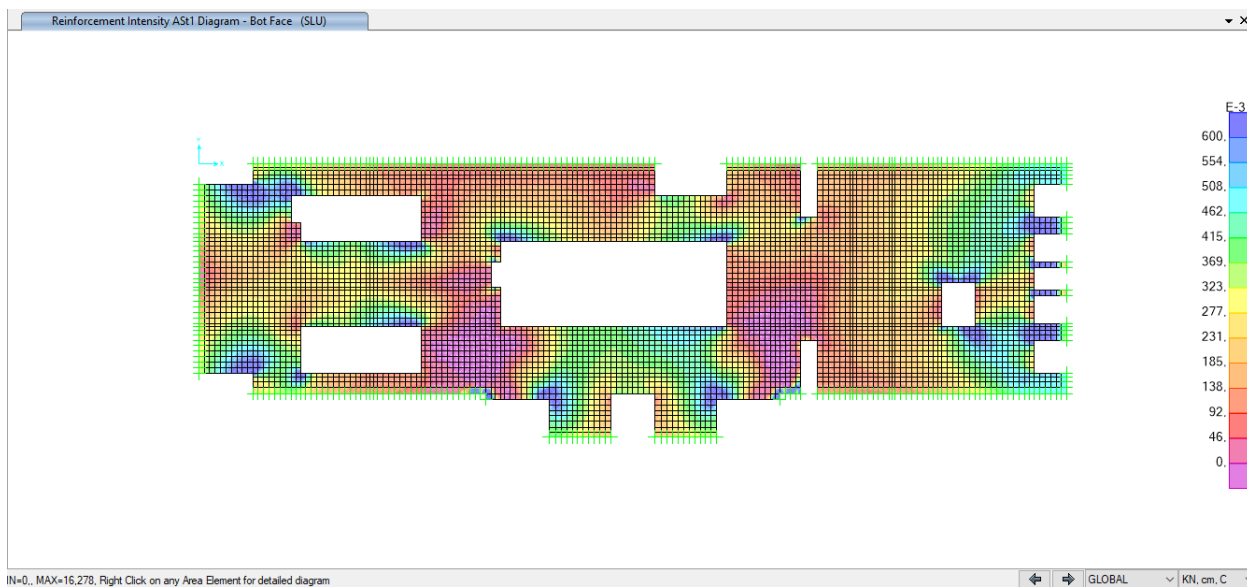 Reinforcement Intensity ASt1 Diagram - Bot Face (SLU)
E-3
600.
554.
508.
462.
415.
369.
323.
277.
231.
185.
138.
92.
46.
0.
IN=0,, MAX=16,278, Right Click on any Area Element for detailed diagram
GLOBAL
KN, cm, C